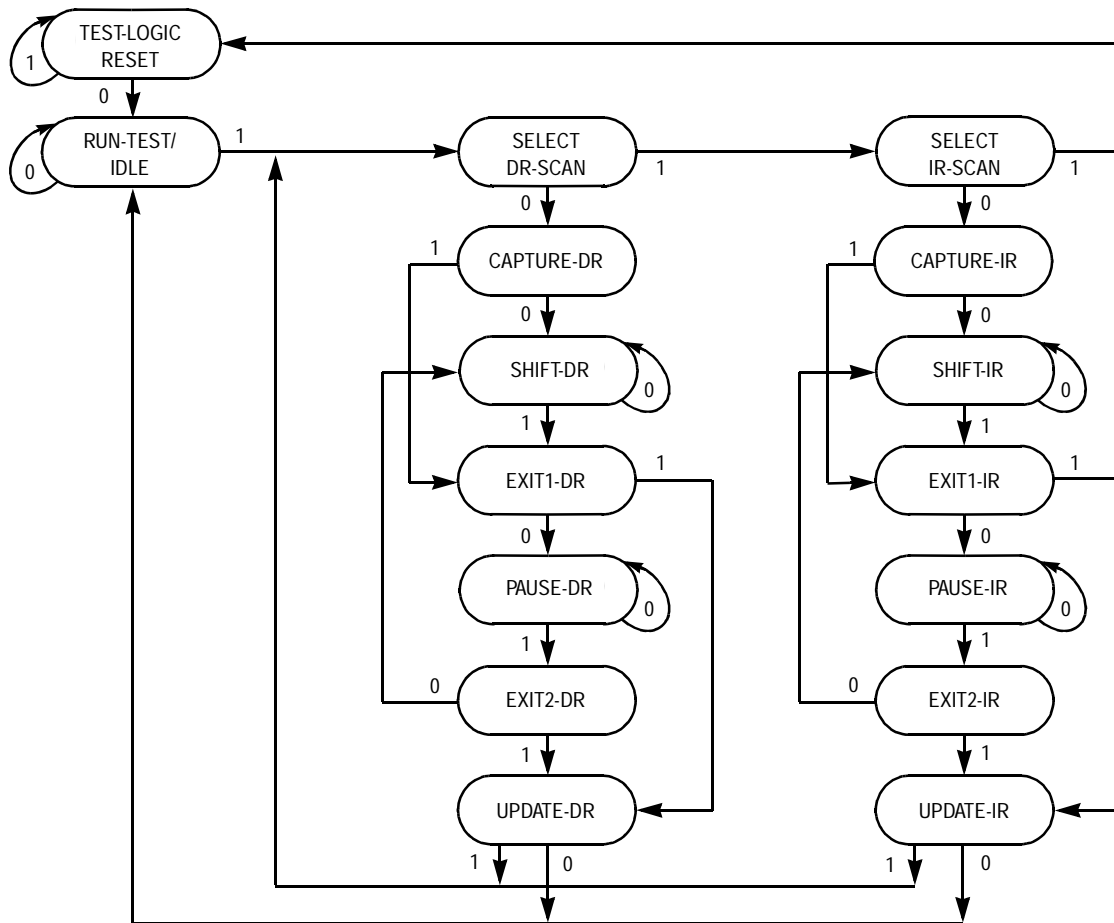 TEST-LOGIC
RESET
1
0
RUN-TEST/
IDLE
0
1
SELECT
DR-SCAN
1
SELECT
IR-SCAN
1
0
0
1
CAPTURE-DR
1
CAPTURE-IR
0
0
SHIFT-DR
0
SHIFT-IR
0
1
1
EXIT1-DR
1
EXIT1-IR
1
0
0
PAUSE-DR
0
PAUSE-IR
0
1
1
0
EXIT2-DR
0
EXIT2-IR
1
1
UPDATE-DR
UPDATE-IR
1
0
1
0